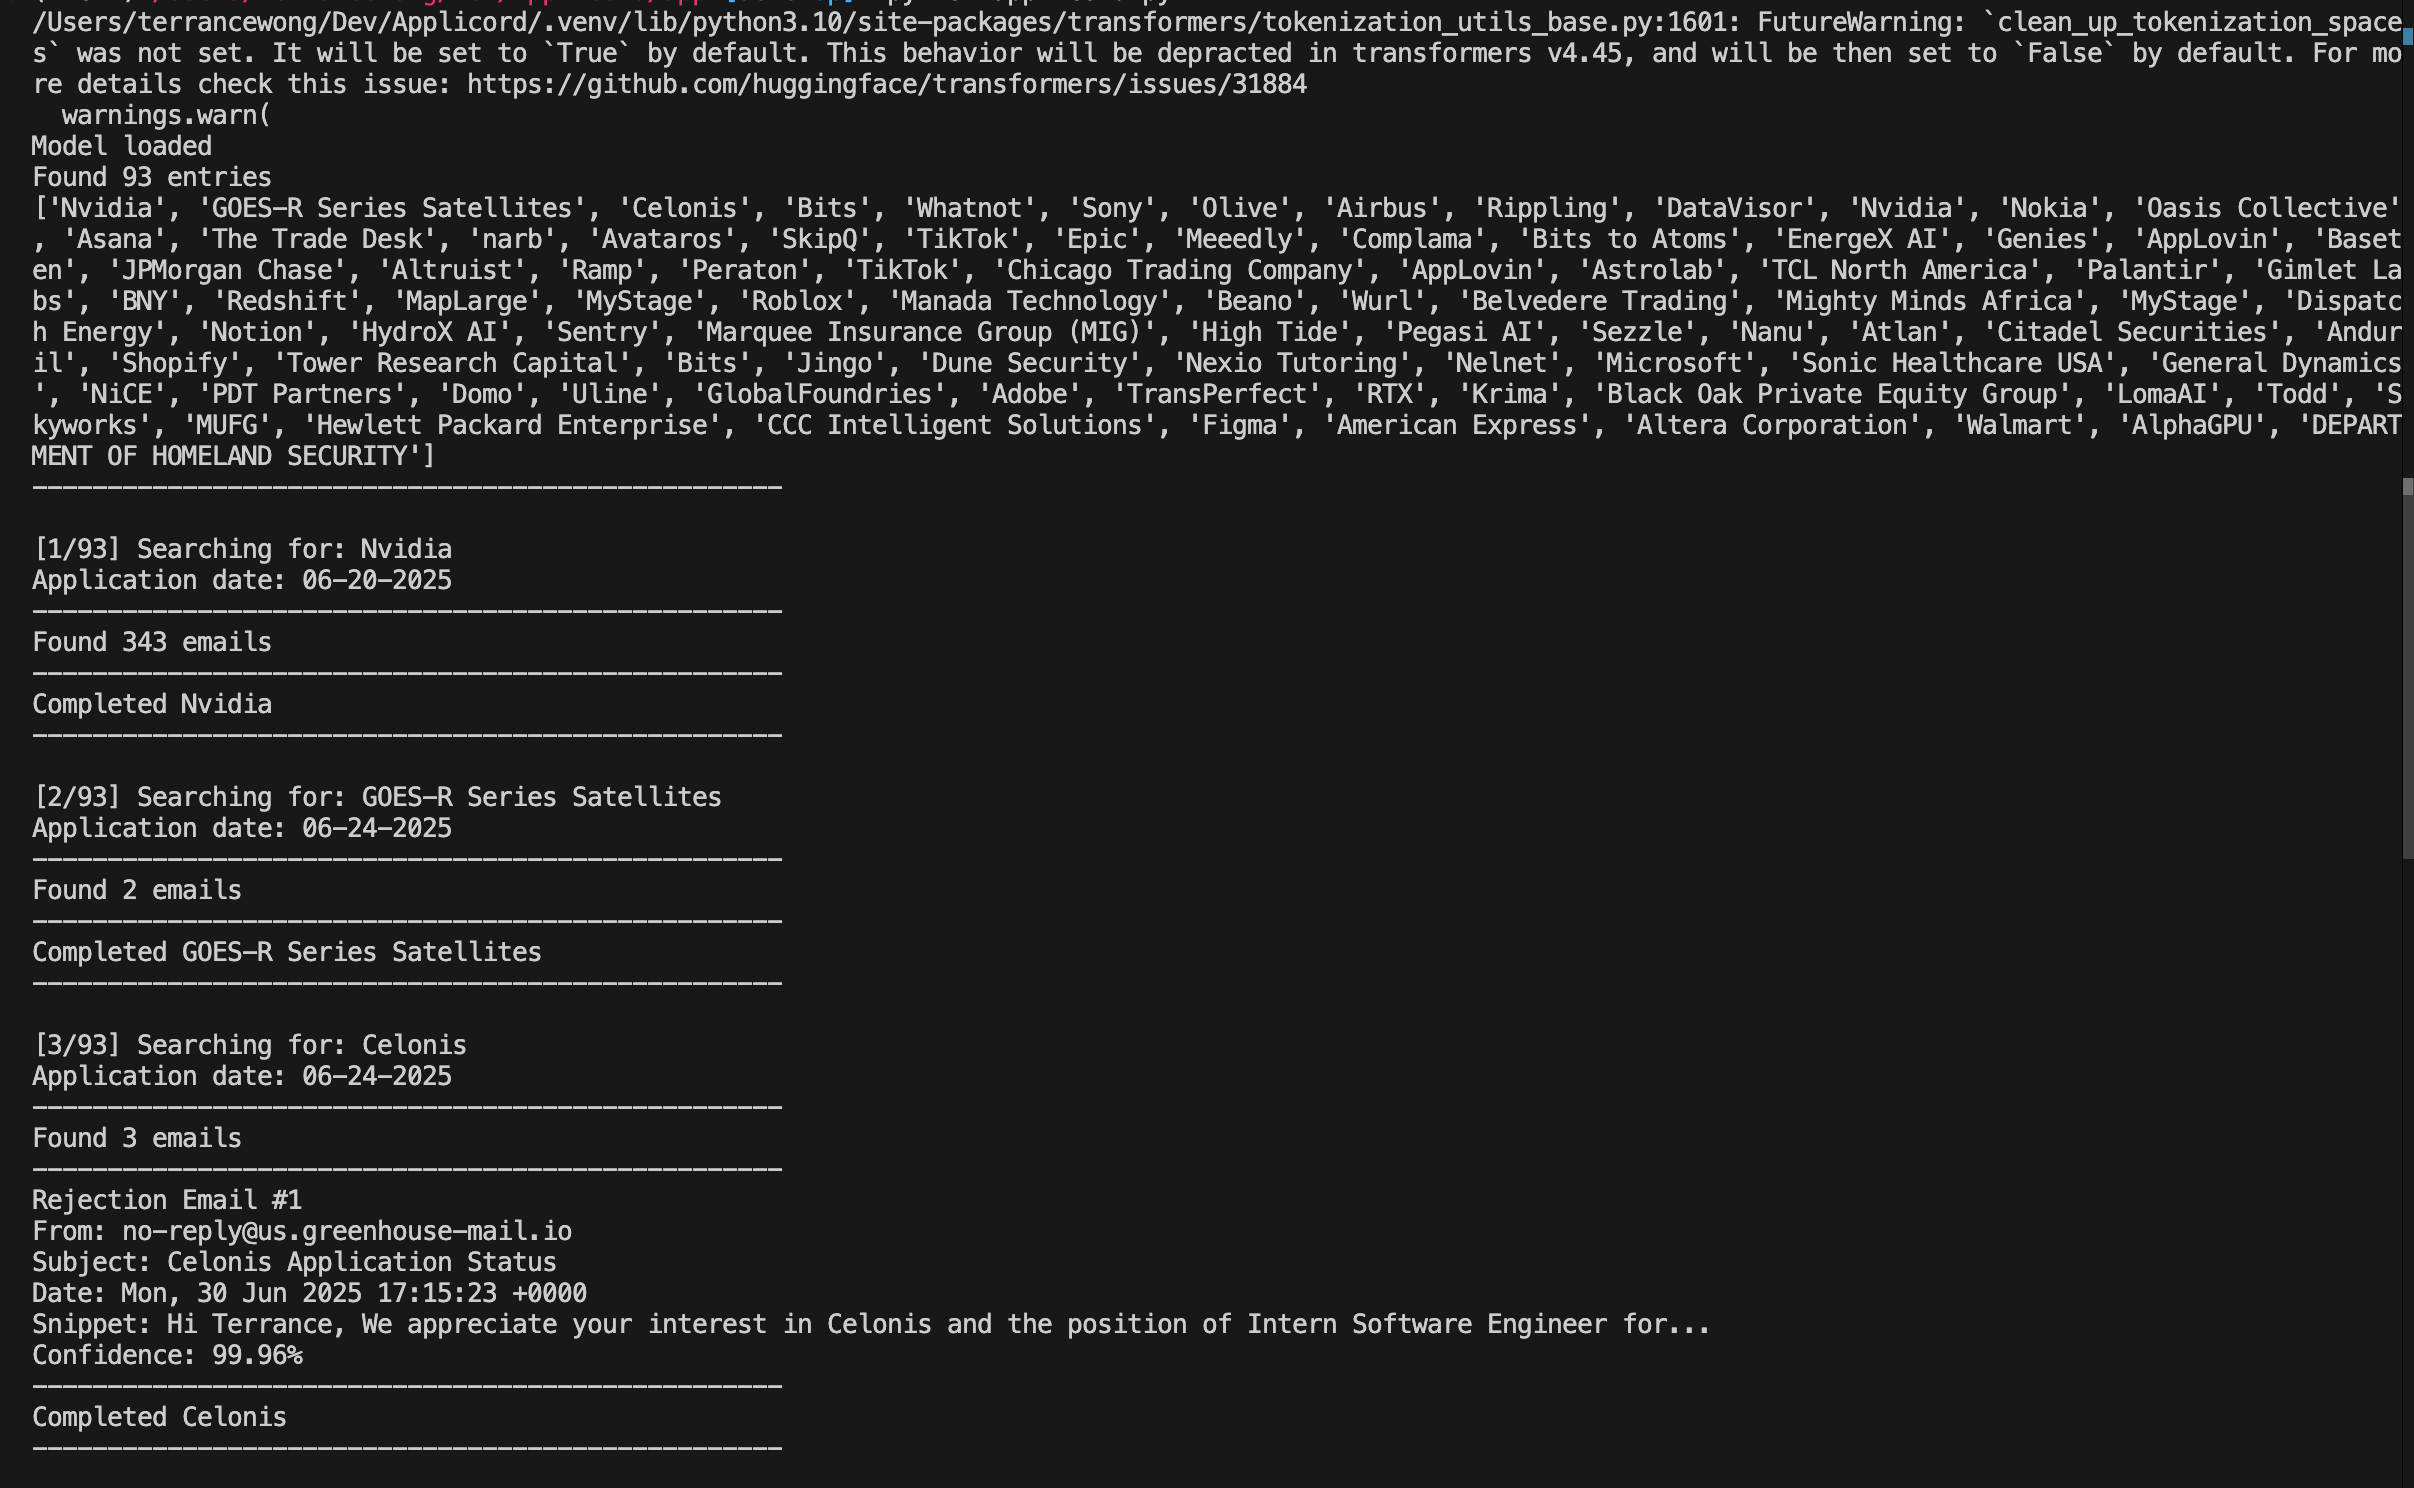 /Users/terrancewong/Dev/Applicord/.venv/lib/python3.10/site-packages/transformers/tokenization_utils_base.py:1601: FutureWarning: `clean_up_tokenization_space
s` was not set. It will be set to `True` by default. This behavior will be depracted in transformers v4.45, and will be then set to `False` by default. For mo
re details check this issue: https://github.com/huggingface/transformers/issues/31884
  warnings.warn(
Model loaded
Found 93 entries
['Nvidia', 'GOES-R Series Satellites', 'Celonis', 'Bits', 'Whatnot', 'Sony', 'Olive', 'Airbus', 'Rippling', 'DataVisor', 'Nvidia', 'Nokia', 'Oasis Collective'
, 'Asana', 'The Trade Desk', 'narb', 'Avataros', 'SkipQ', 'TikTok', 'Epic', 'Meeedly', 'Complama', 'Bits to Atoms', 'EnergeX AI', 'Genies', 'AppLovin', 'Baset
en', 'JPMorgan Chase', 'Altruist', 'Ramp', 'Peraton', 'TikTok', 'Chicago Trading Company', 'AppLovin', 'Astrolab', 'TCL North America', 'Palantir', 'Gimlet La
bs', 'BNY', 'Redshift', 'MapLarge', 'MyStage', 'Roblox', 'Manada Technology', 'Beano', 'Wurl', 'Belvedere Trading', 'Mighty Minds Africa', 'MyStage', 'Dispatc
h Energy', 'Notion', 'HydroX AI', 'Sentry', 'Marquee Insurance Group (MIG)', 'High Tide', 'Pegasi AI', 'Sezzle', 'Nanu', 'Atlan', 'Citadel Securities', 'Andur
il', 'Shopify', 'Tower Research Capital', 'Bits', 'Jingo', 'Dune Security', 'Nexio Tutoring', 'Nelnet', 'Microsoft', 'Sonic Healthcare USA', 'General Dynamics
', 'NiCE', 'PDT Partners', 'Domo', 'Uline', 'GlobalFoundries', 'Adobe', 'TransPerfect', 'RTX', 'Krima', 'Black Oak Private Equity Group', 'LomaAI', 'Todd', 'S
kyworks', 'MUFG', 'Hewlett Packard Enterprise', 'CCC Intelligent Solutions', 'Figma', 'American Express', 'Altera Corporation', 'Walmart', 'AlphaGPU', 'DEPART
MENT OF HOMELAND SECURITY']
--------------------------------------------------

[1/93] Searching for: Nvidia
Application date: 06-20-2025
--------------------------------------------------
Found 343 emails
--------------------------------------------------
Completed Nvidia
--------------------------------------------------

[2/93] Searching for: GOES-R Series Satellites
Application date: 06-24-2025
--------------------------------------------------
Found 2 emails
--------------------------------------------------
Completed GOES-R Series Satellites
--------------------------------------------------

[3/93] Searching for: Celonis
Application date: 06-24-2025
--------------------------------------------------
Found 3 emails
--------------------------------------------------
Rejection Email #1
From: no-reply@us.greenhouse-mail.io
Subject: Celonis Application Status
Date: Mon, 30 Jun 2025 17:15:23 +0000
Snippet: Hi Terrance, We appreciate your interest in Celonis and the position of Intern Software Engineer for...
Confidence: 99.96%
--------------------------------------------------
Completed Celonis
--------------------------------------------------